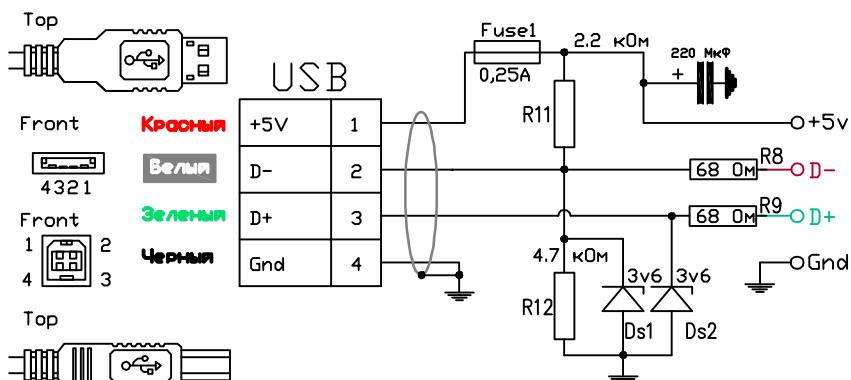 Top
Fuse1
2.2 кОм
220 МкФ
+
0,25A
USB
Front
Красный
+5V
1
R11
+5v
Белый
D-
2
R8
68 Ом
D-
4321
Зеленый
D+
3
R9
68 Ом
D+
Front
1
2
Черный
Gnd
4
4.7 кОм
Gnd
4
3
3v6
3v6
R12
Top
Ds1
Ds2